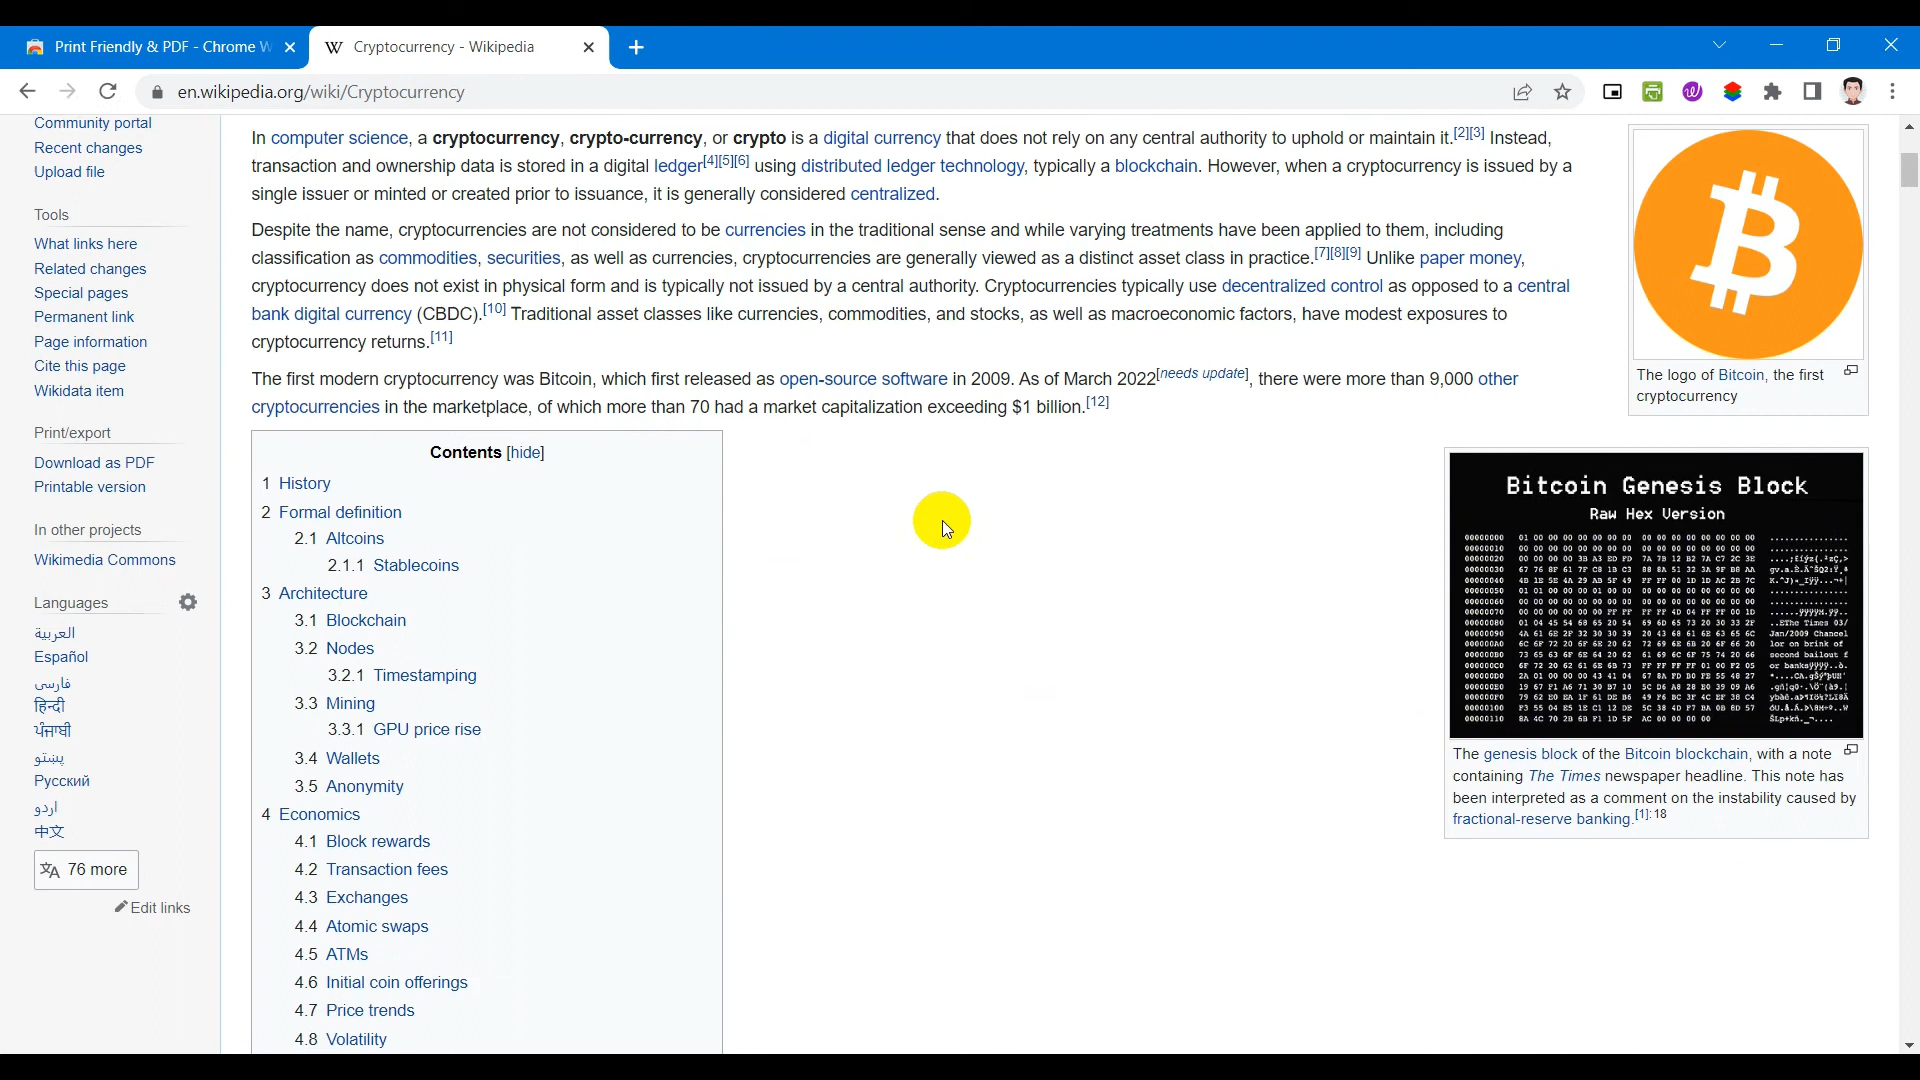 Print Friendly & PDF - Chrome W
Cryptocurrency - Wikipedia
en.wikipedia.org/wiki/Cryptocurrency
Community portal
Recent changes
Upload file
Tools
What links here
Related changes
Special pages
Permanent link
Page information
Cite this page
Wikidata item
Print/export
Download as PDF
Printable version
In other projects
Wikimedia Commons
Languages
العربية
Español
فارسی
हिन्दी
ਪੰਜਾਬੀ
پښتو
Русский
اردو
中文
76 more
Edit links
In computer science, a cryptocurrency, crypto-currency, or crypto is a digital currency that does not rely on any central authority to uphold or maintain it.[2][3] Instead,
transaction and ownership data is stored in a digital ledger[4][5][6] using distributed ledger technology, typically a blockchain. However, when a cryptocurrency is issued by a
single issuer or minted or created prior to issuance, it is generally considered centralized.
Despite the name, cryptocurrencies are not considered to be currencies in the traditional sense and while varying treatments have been applied to them, including
classification as commodities, securities, as well as currencies, cryptocurrencies are generally viewed as a distinct asset class in practice.[7][8][9] Unlike paper money,
cryptocurrency does not exist in physical form and is typically not issued by a central authority. Cryptocurrencies typically use decentralized control as opposed to a central
bank digital currency (CBDC).[10] Traditional asset classes like currencies, commodities, and stocks, as well as macroeconomic factors, have modest exposures to
cryptocurrency returns.[11]
The first modern cryptocurrency was Bitcoin, which first released as open-source software in 2009. As of March 2022[needs update], there were more than 9,000 other
cryptocurrencies in the marketplace, of which more than 70 had a market capitalization exceeding $1 billion.[12]
Contents [hide]
1 History
2 Formal definition
2.1 Altcoins
2.1.1 Stablecoins
3 Architecture
3.1 Blockchain
3.2 Nodes
3.2.1 Timestamping
3.3 Mining
3.3.1 GPU price rise
3.4 Wallets
3.5 Anonymity
4 Economics
4.1 Block rewards
4.2 Transaction fees
4.3 Exchanges
4.4 Atomic swaps
4.5 ATMs
4.6 Initial coin offerings
4.7 Price trends
4.8 Volatility
The logo of Bitcoin, the first
cryptocurrency
Bitcoin Genesis Block
Raw Hex Version
The genesis block of the Bitcoin blockchain, with a note
containing The Times newspaper headline. This note has
been interpreted as a comment on the instability caused by
fractional-reserve banking.[1]:18